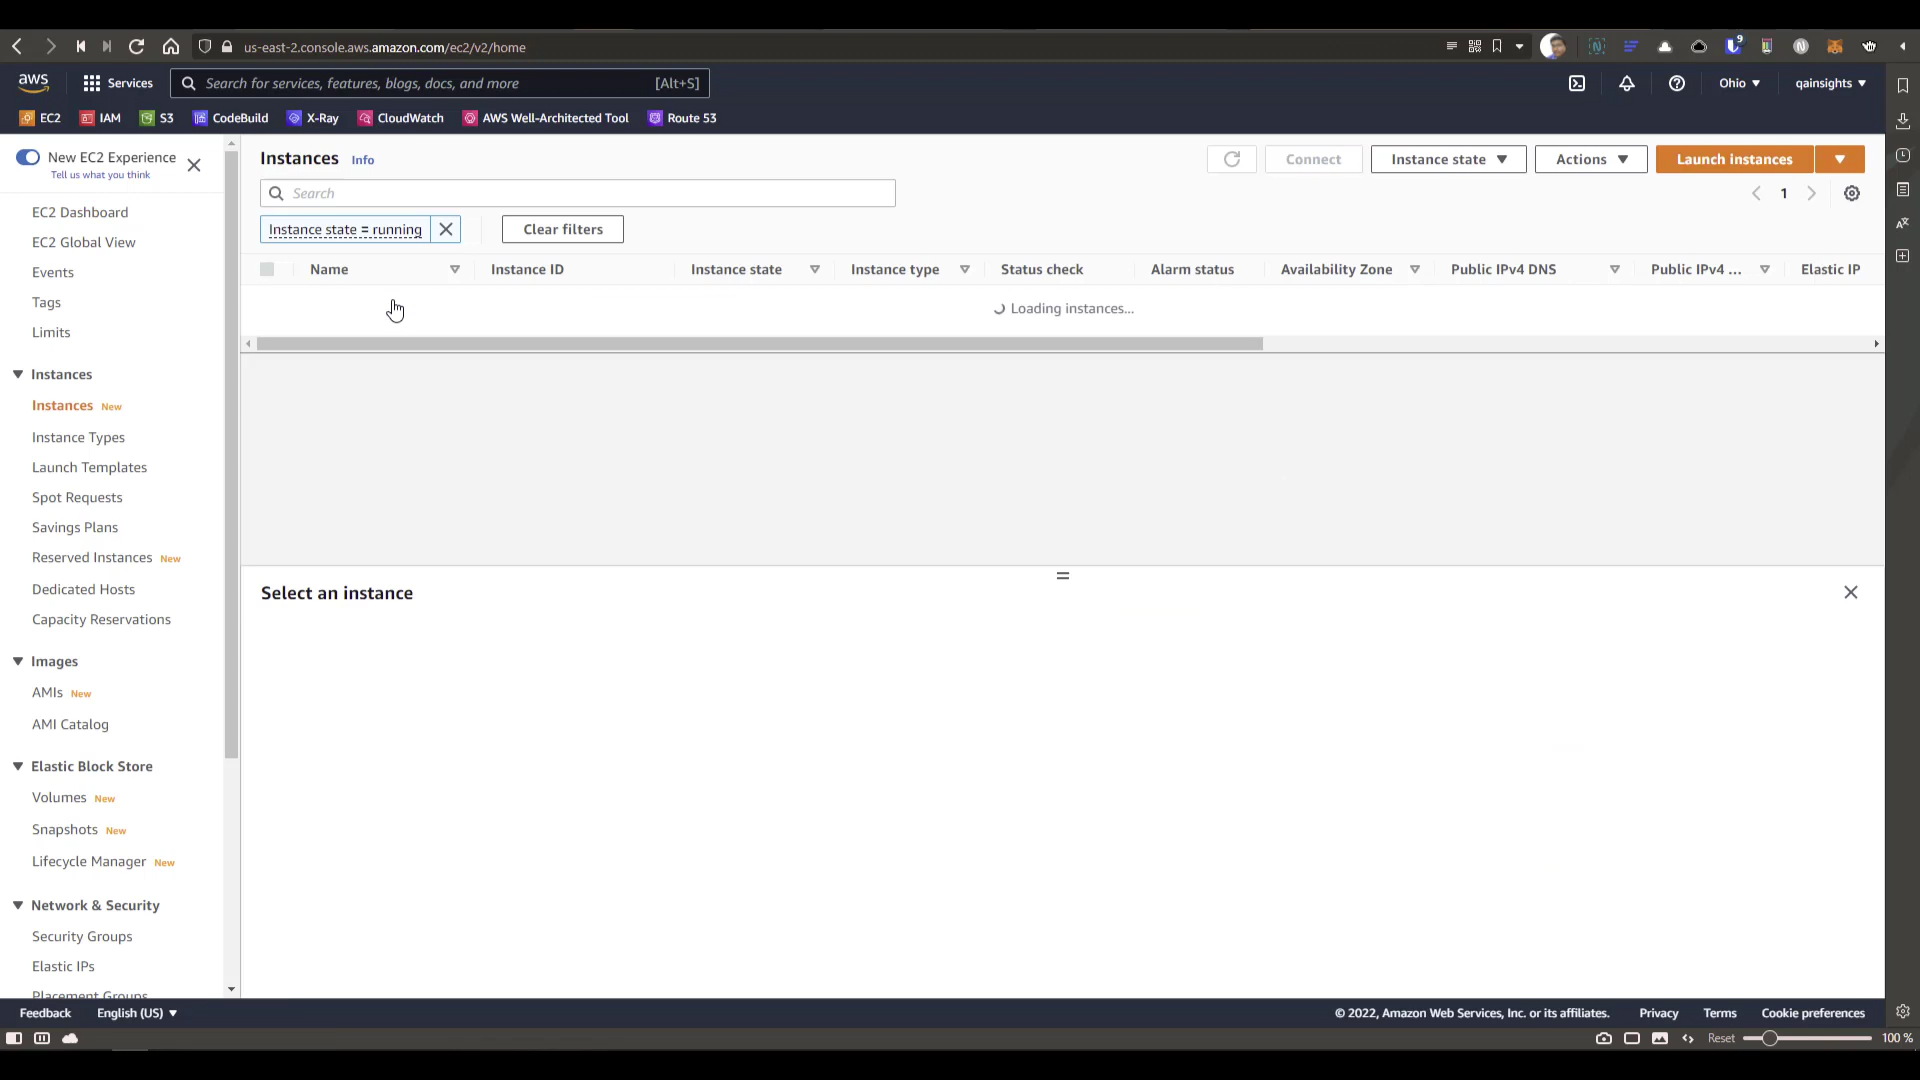 us-east-2.console.aws.amazon.com/ec2/v2/home
9
aws
Services
Search for services, features, blogs, docs, and more
[Alt+S]
Ohio
qainsights
EC2
IAM
S3
CodeBuild
X-Ray
CloudWatch
AWS Well-Architected Tool
Route 53
New EC2 Experience
Tell us what you think
EC2 Dashboard
EC2 Global View
Events
Tags
Limits
Instances
Instances New
Instance Types
Launch Templates
Spot Requests
Savings Plans
Reserved Instances New
Dedicated Hosts
Capacity Reservations
Images
AMIs New
AMI Catalog
Elastic Block Store
Volumes New
Snapshots New
Lifecycle Manager New
Network & Security
Security Groups
Elastic IPs
Placement Groups
Instances Info
Connect
Instance state
Actions
Launch instances
Search
1
Instance state = running
Clear filters
Name
Instance ID
Instance state
Instance type
Status check
Alarm status
Availability Zone
Public IPv4 DNS
Public IPv4 ...
Elastic IP
Loading instances...
Select an instance
Feedback
English (US)
© 2022, Amazon Web Services, Inc. or its affiliates.
Privacy
Terms
Cookie preferences
Reset
100 %